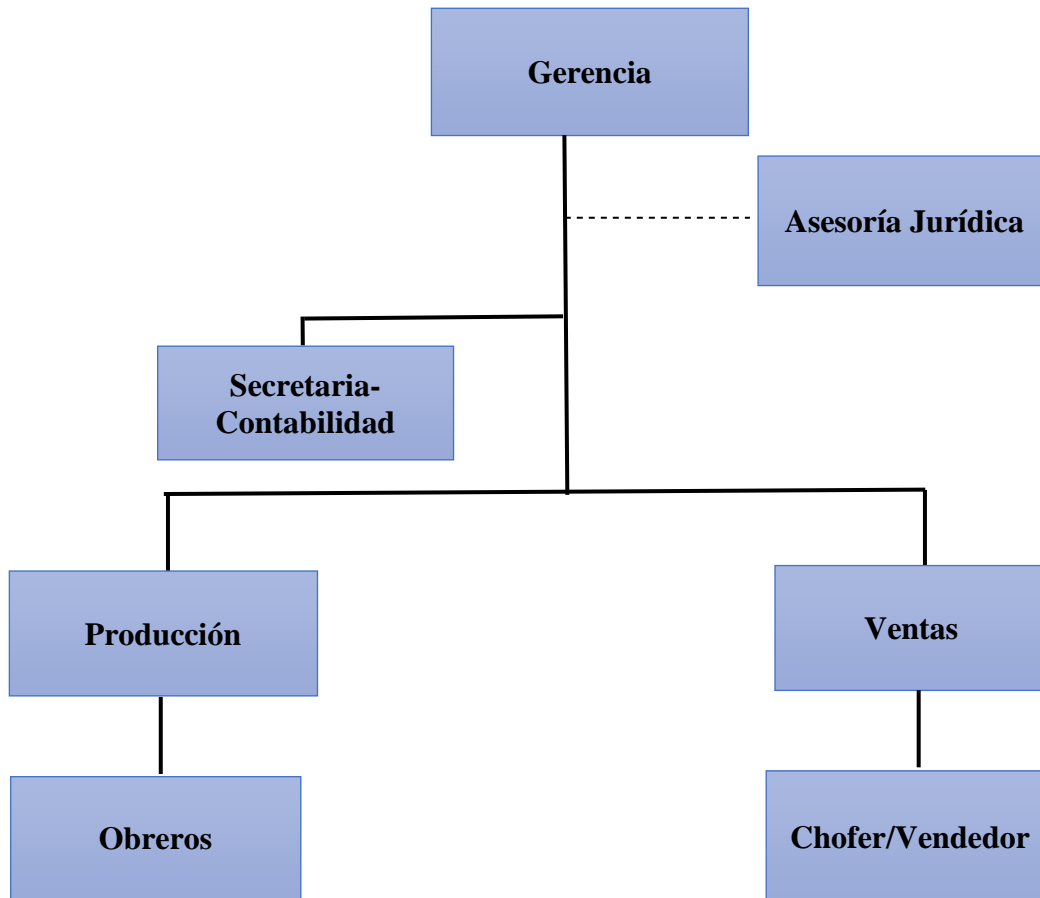 Gerencia
Asesoría Jurídica
Secretaria-
Contabilidad
Producción
Ventas
Obreros
Chofer/Vendedor